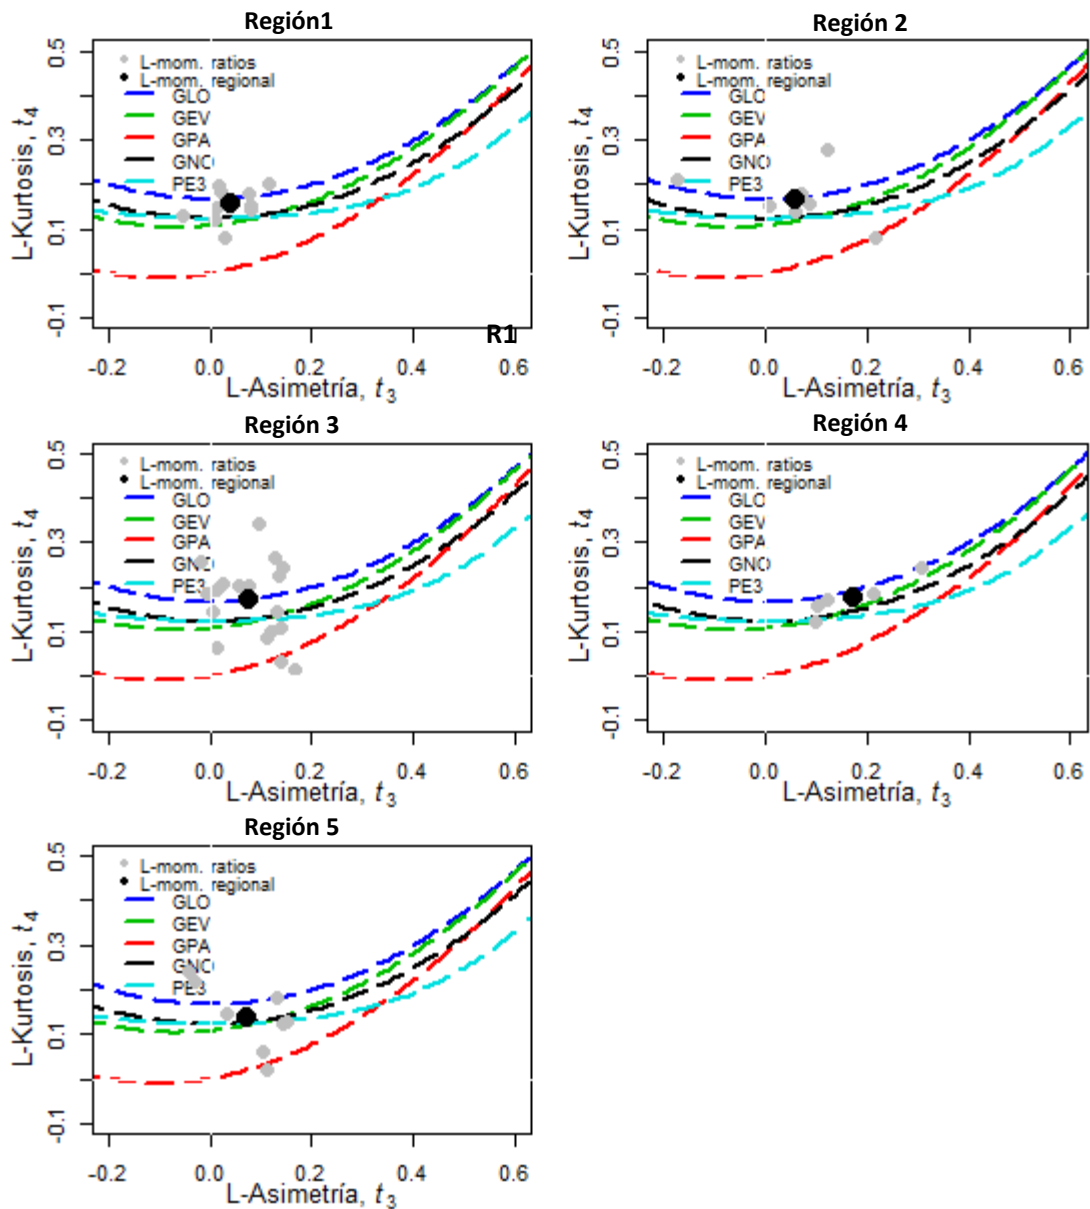 Región1
0.5
0.3
0.1
-0.1
L-Kurtosis, t4
L-mom. ratios
L-mom. regional
GLO
GEV
GPA
GNO
PE3
R1
-0.2 0.0 0.2 0.4 0.6
L-Asimetría, t3
Región 2
0.5
0.3
0.1
-0.1
L-Kurtosis, t4
L-mom. ratios
L-mom. regional
GLO
GEV
GPA
GNO
PE3
-0.2 0.0 0.2 0.4 0.6
L-Asimetría, t3
Región 3
0.5
0.3
0.1
-0.1
L-Kurtosis, t4
L-mom. ratios
L-mom. regional
GLO
GEV
GPA
GNO
PE3
-0.2 0.0 0.2 0.4 0.6
L-Asimetría, t3
Región 4
0.5
0.3
0.1
-0.1
L-Kurtosis, t4
L-mom. ratios
L-mom. regional
GLO
GEV
GPA
GNO
PE3
-0.2 0.0 0.2 0.4 0.6
L-Asimetría, t3
Región 5
0.5
0.3
0.1
-0.1
L-Kurtosis, t4
L-mom. ratios
L-mom. regional
GLO
GEV
GPA
GNO
PE3
-0.2 0.0 0.2 0.4 0.6
L-Asimetría, t3